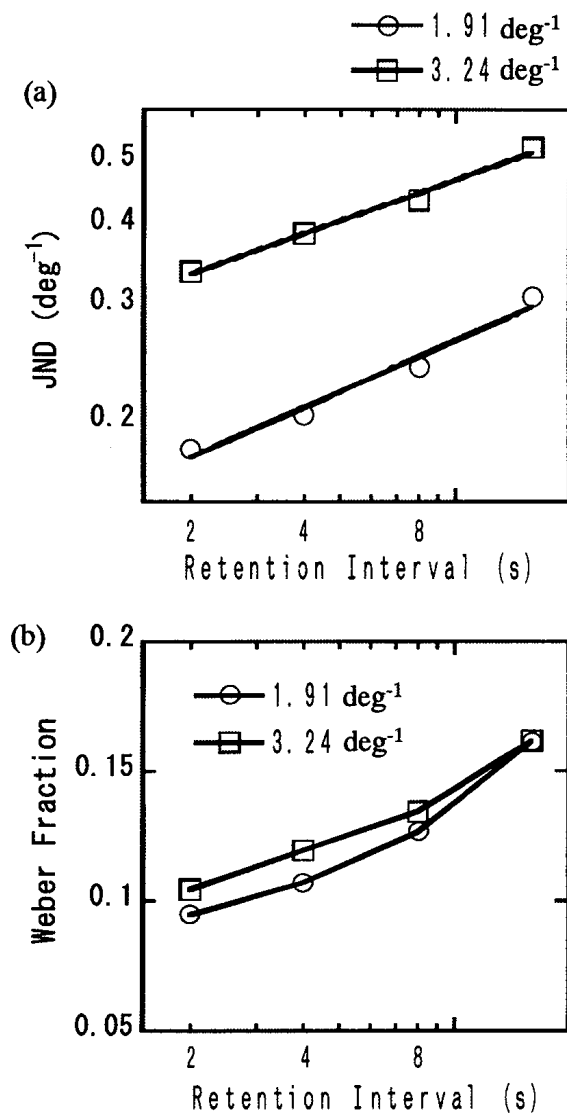 1.91 deg⁻¹
3.24 deg⁻¹
(a)
0.5
0.4
0.3
0.2
JND (deg⁻¹)
2 4 8
Retention Interval (s)
(b)
0.2
0.15
0.1
0.05
Weber Fraction
1.91 deg⁻¹
3.24 deg⁻¹
2 4 8
Retention Interval (s)